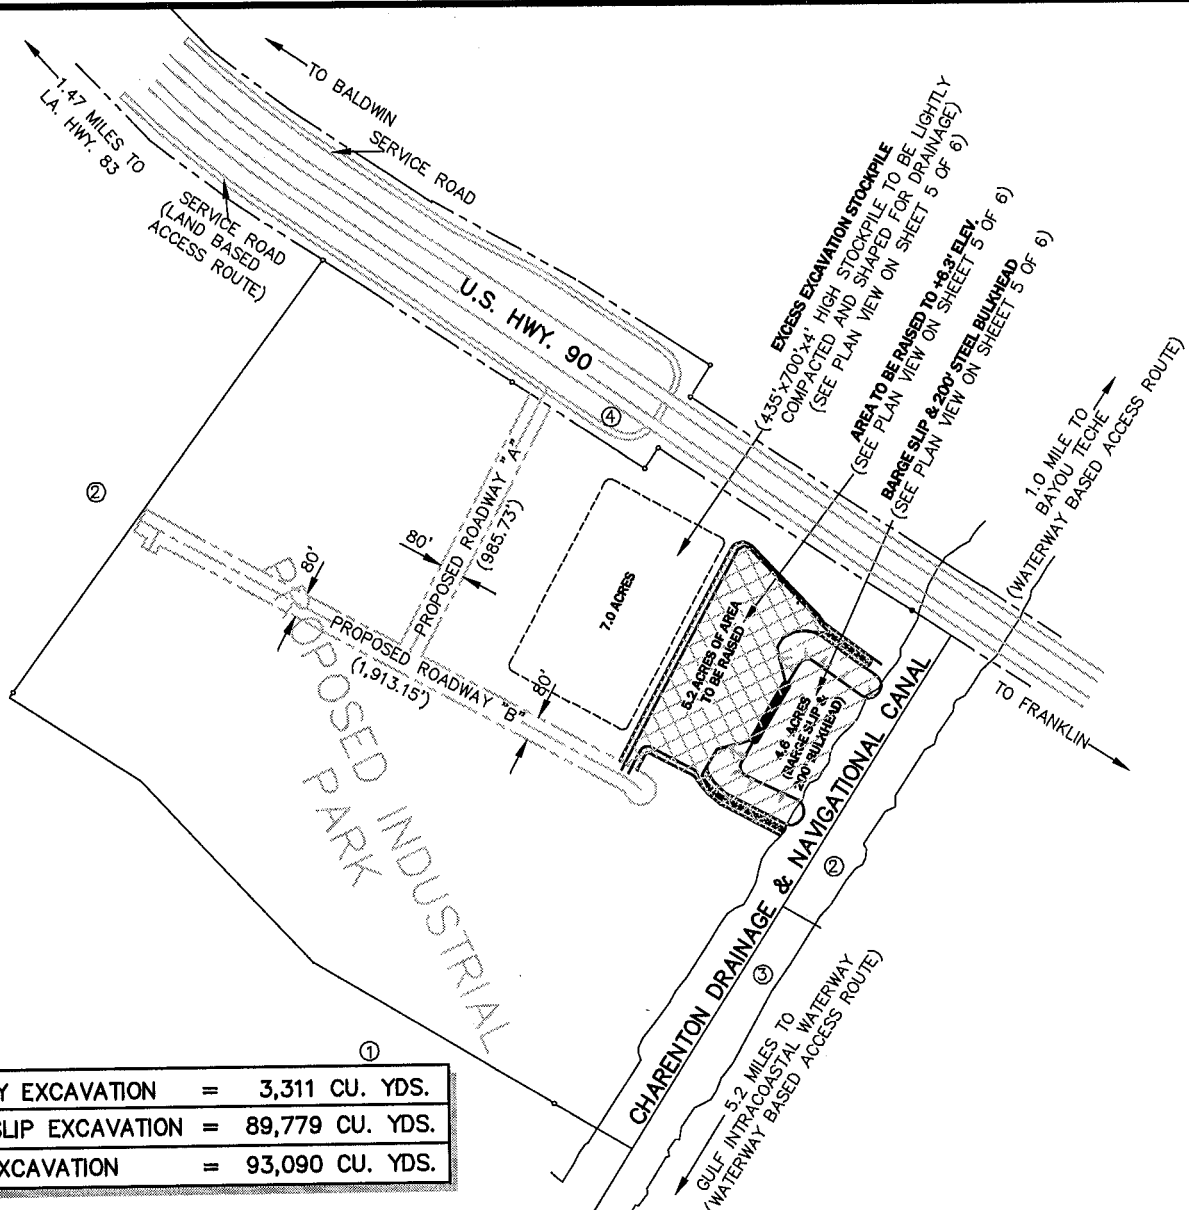 TO BALDWIN
1.47 MILES TO
LA. HWY. 83
SERVICE ROAD
SERVICE ROAD
(LAND BASED
ACCESS ROUTE)
U.S. HWY. 90
EXCESS EXCAVATION STOCKPILE
(435'x700'x4' HIGH STOCKPILE TO BE LIGHTLY
COMPACTED AND SHAPED FOR DRAINAGE)
(SEE PLAN VIEW ON SHEET 5 OF 6)
AREA TO BE RAISED TO +6.3' ELEV.
(SEE PLAN VIEW ON SHEEET 5 OF 6)
BARGE SLIP & 200' STEEL BULKHEAD
(SEE PLAN VIEW ON SHEEET 5 OF 6)
1.0 MILE TO
BAYOU TECHE
(WATERWAY BASED ACCESS ROUTE)
④
②
PROPOSED ROADWAY "A"
(985.73')
80'
80'
PROPOSED ROADWAY "B"
(1,913.15')
80'
7.0 ACRES
5.2 ACRES OF AREA
TO BE RAISED
4.6 ACRES
(BARGE SLIP &
200' BULKHEAD)
TO FRANKLIN
PROPOSED INDUSTRIAL
PARK
CHARENTON DRAINAGE & NAVIGATIONAL CANAL
②
③
5.2 MILES TO
GULF INTRACOASTAL WATERWAY
(WATERWAY BASED ACCESS ROUTE)
①
Y EXCAVATION = 3,311 CU. YDS.
SLIP EXCAVATION = 89,779 CU. YDS.
XCAVATION = 93,090 CU. YDS.